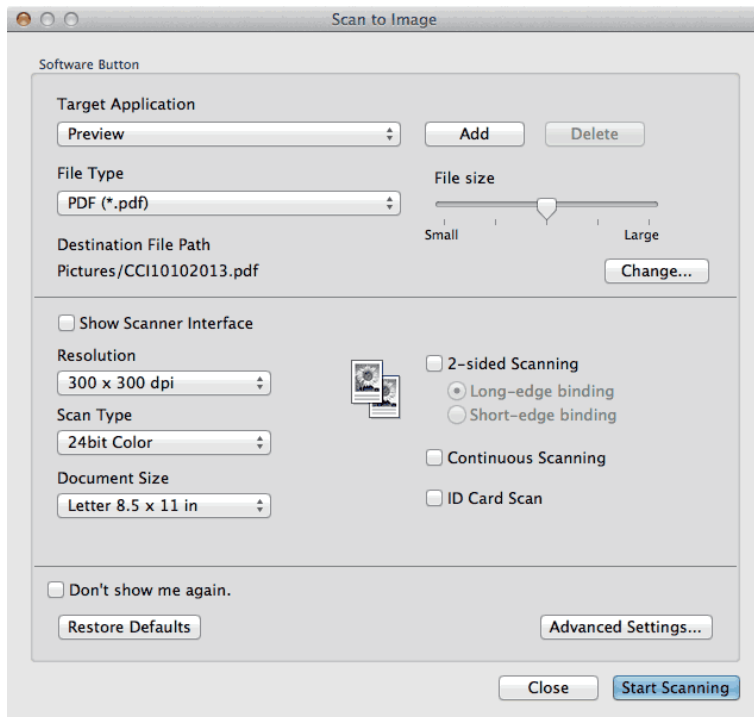 Scan to Image
Software Button
Target Application
Preview
Add
Delete
File Type
File size
PDF (*.pdf)
Small
Large
Destination File Path
Pictures/CCI10102013.pdf
Change...
Show Scanner Interface
Resolution
300 x 300 dpi
Scan Type
24bit Color
Document Size
Letter 8.5 x 11 in
2-sided Scanning
Long-edge binding
Short-edge binding
Continuous Scanning
ID Card Scan
Don't show me again.
Restore Defaults
Advanced Settings...
Close
Start Scanning